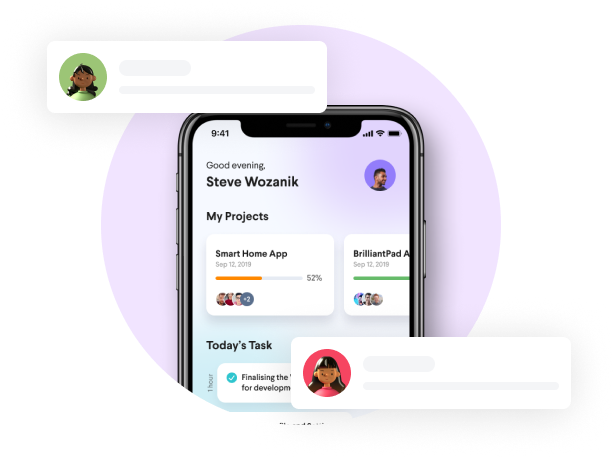 9:41
Good evening,
Steve Wozanik
My Projects
Smart Home App
Sep 12, 2019
52%
+2
BrilliantPad A
Sep 12, 2019
Today's Task
1 hour
Finalising the
for developm